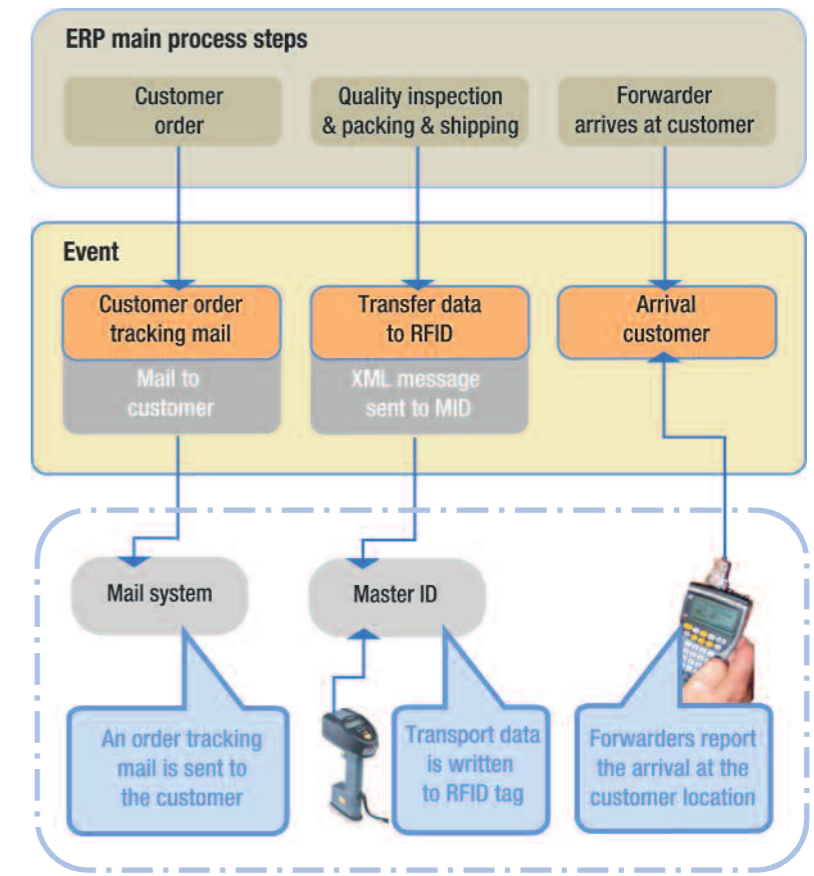 ERP main process steps
Customer
order
Quality inspection
& packing & shipping
Forwarder
arrives at customer
Event
Customer order
tracking mail
Transfer data
to RFID
Arrival
customer
Mail to
customer
XML message
sent to MID
Mail system
Master ID
An order tracking
mail is sent to
the customer
Transport data
is written
to RFID tag
Forwarders report
the arrival at the
customer location